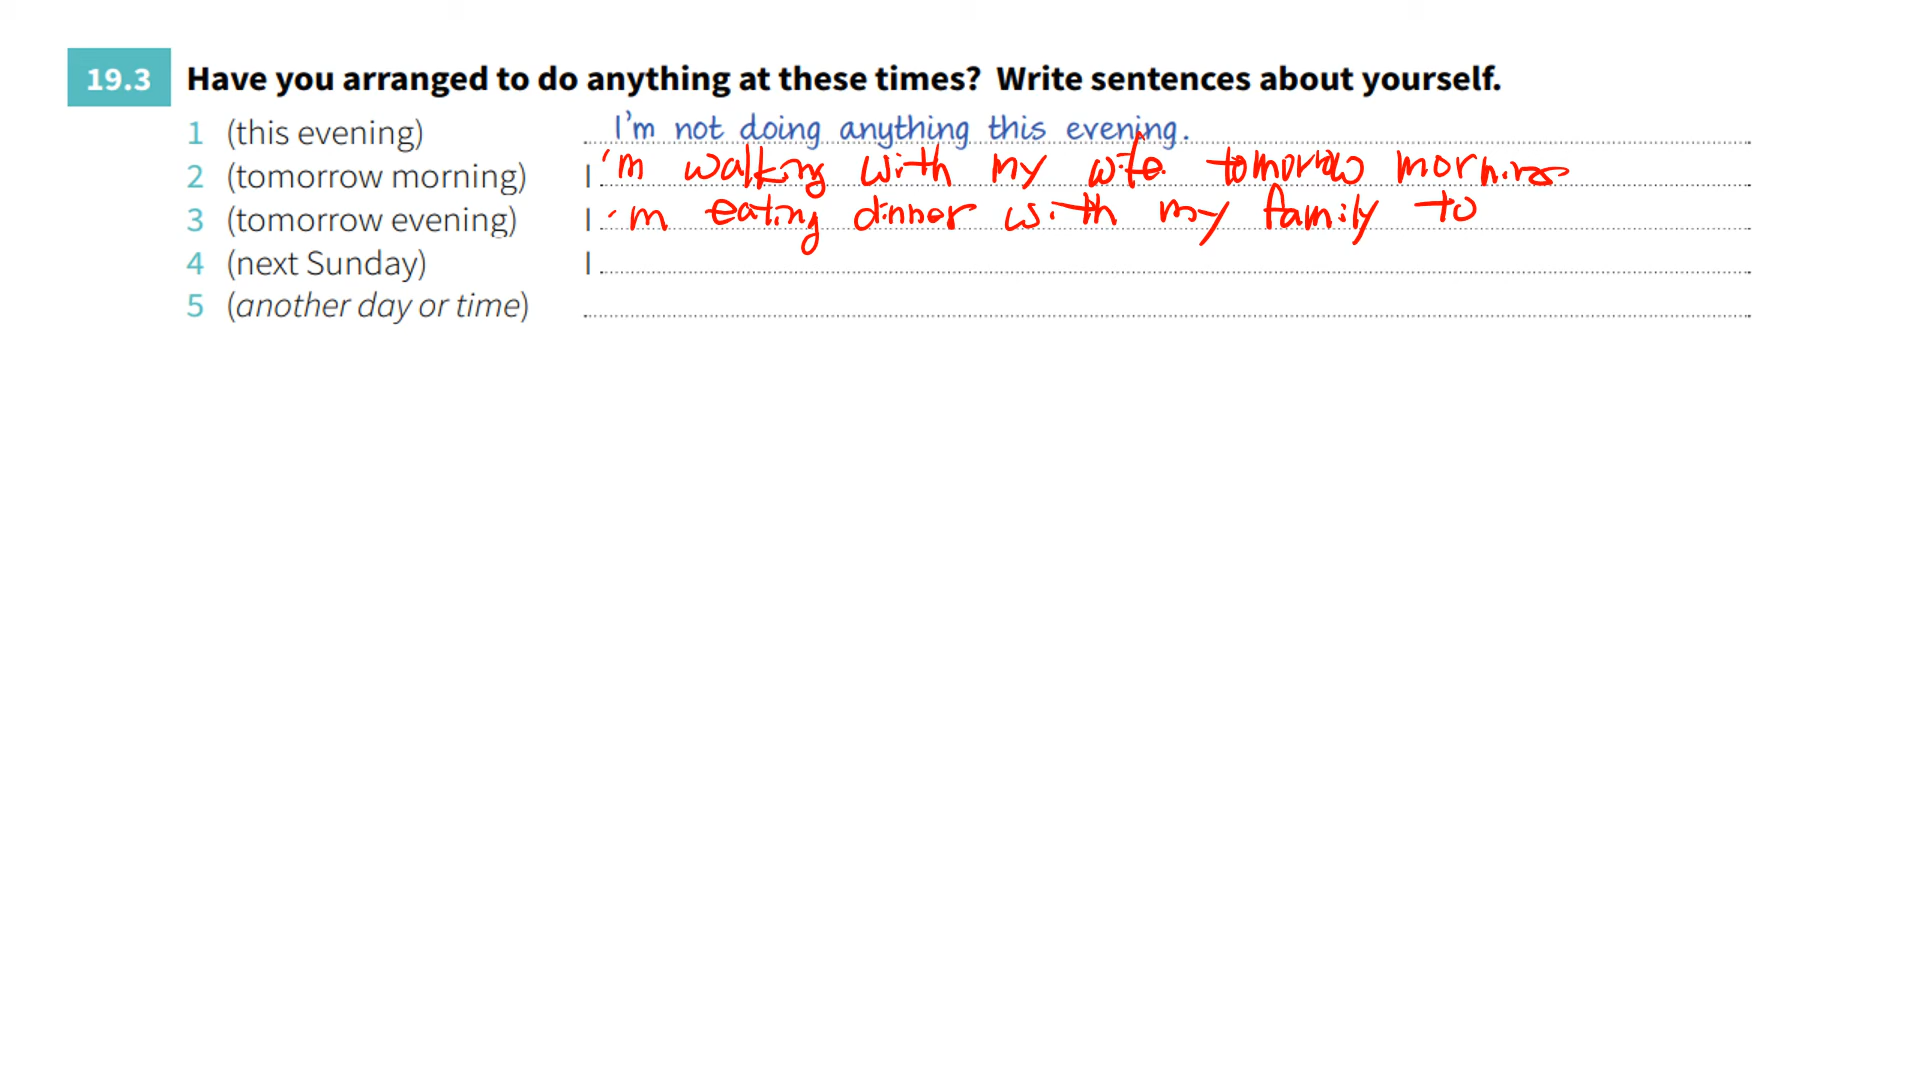 19.3 Have you arranged to do anything at these times? Write sentences about yourself.
1 (this evening) I'm not doing anything this evening.
2 (tomorrow morning) I 'm walking with my wife tomorrow morning
3 (tomorrow evening) I 'm eating dinner with my family to
4 (next Sunday) I
5 (another day or time)